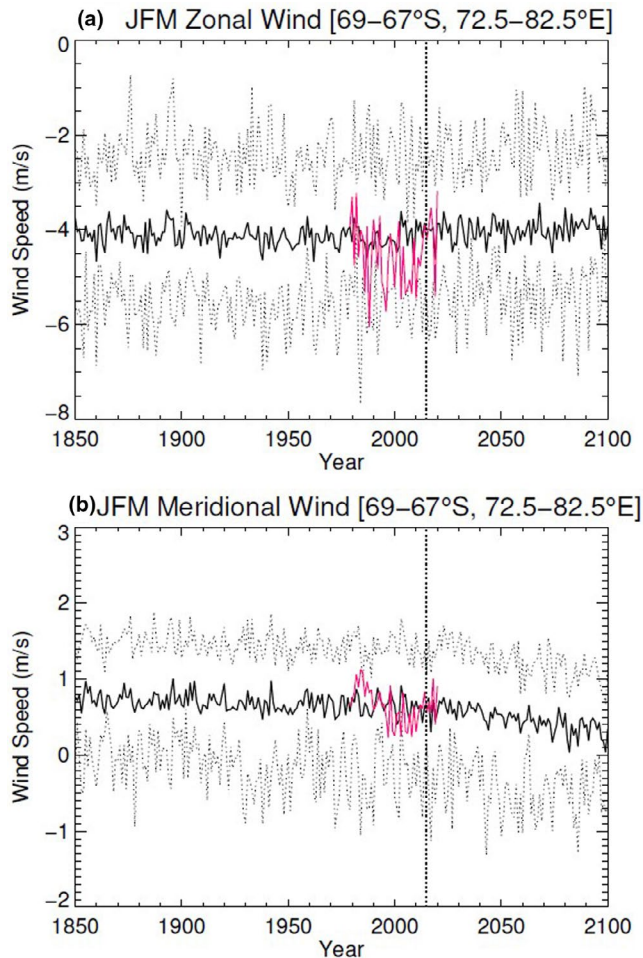 (a) JFM Zonal Wind [69−67°S, 72.5−82.5°E]
0
−2
−4
−6
−8
Wind Speed (m/s)
1850 1900 1950 2000 2050 2100
Year
(b) JFM Meridional Wind [69−67°S, 72.5−82.5°E]
3
2
1
0
−1
−2
Wind Speed (m/s)
1850 1900 1950 2000 2050 2100
Year